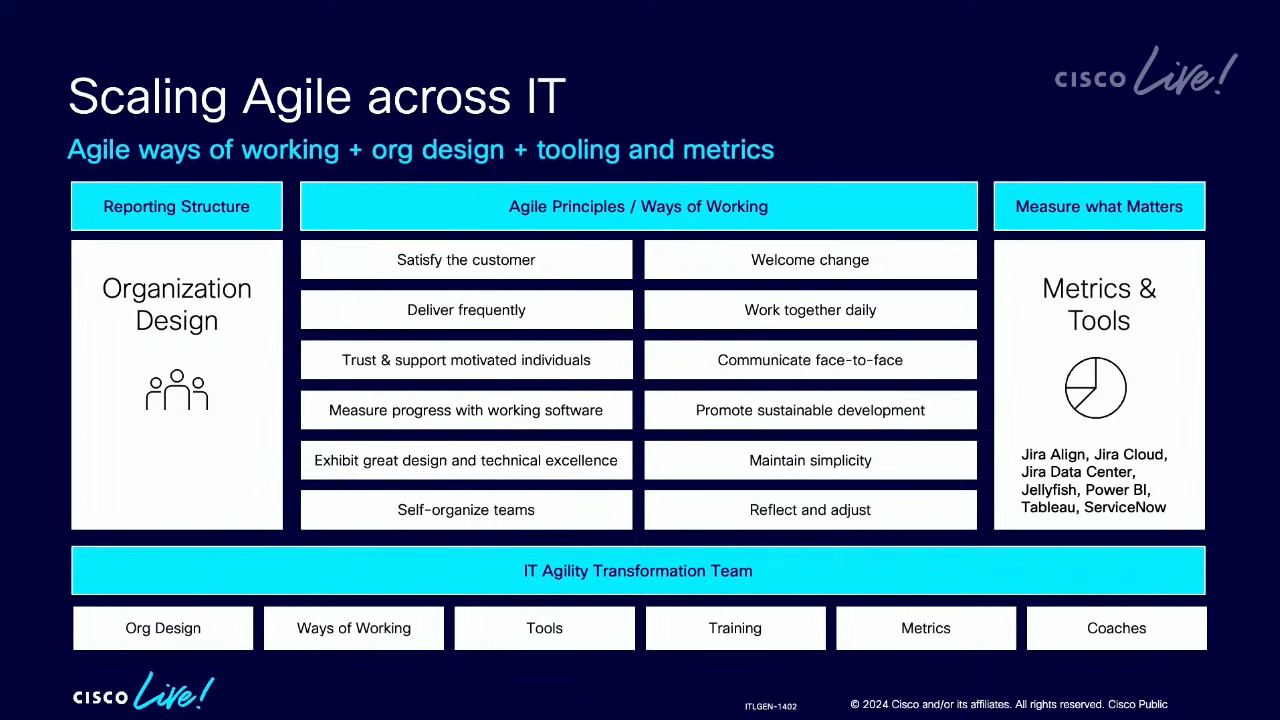 CISCO Live!
Scaling Agile across IT
Agile ways of working + org design + tooling and metrics
Reporting Structure
Agile Principles / Ways of Working
Measure what Matters
Organization
Design
Satisfy the customer
Welcome change
Deliver frequently
Work together daily
Trust & support motivated individuals
Communicate face-to-face
Measure progress with working software
Promote sustainable development
Exhibit great design and technical excellence
Maintain simplicity
Self-organize teams
Reflect and adjust
Metrics &
Tools
Jira Align, Jira Cloud,
Jira Data Center,
Jellyfish, Power BI,
Tableau, ServiceNow
IT Agility Transformation Team
Org Design
Ways of Working
Tools
Training
Metrics
Coaches
CISCO Live!
ITLGEN-1402
© 2024 Cisco and/or its affiliates. All rights reserved. Cisco Public